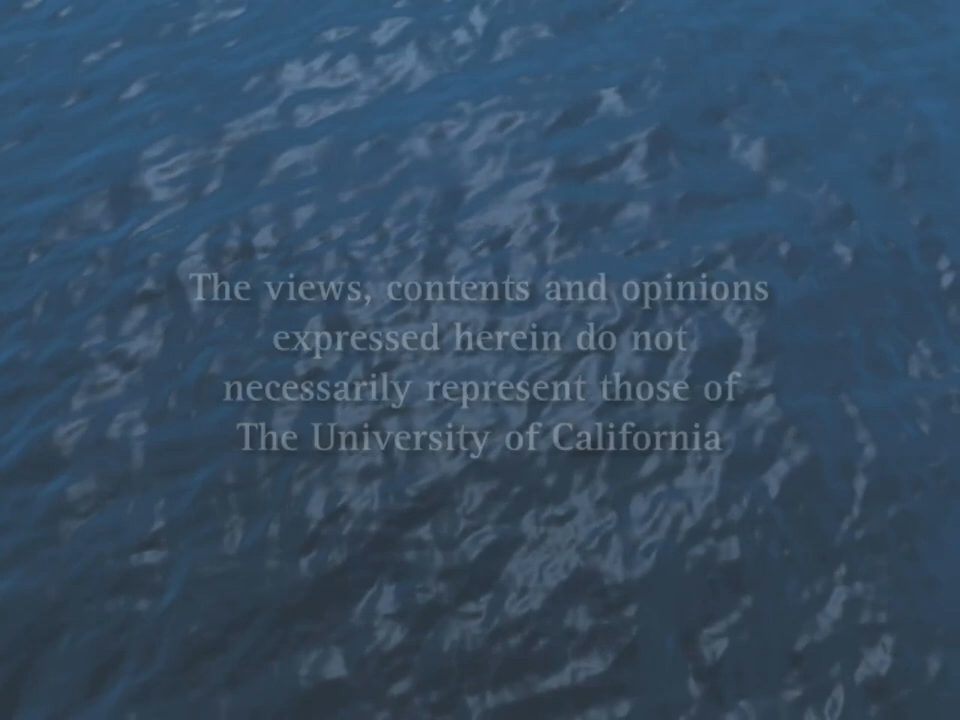 The views, contents and opinions
expressed herein do not
necessarily represent those of
The University of California